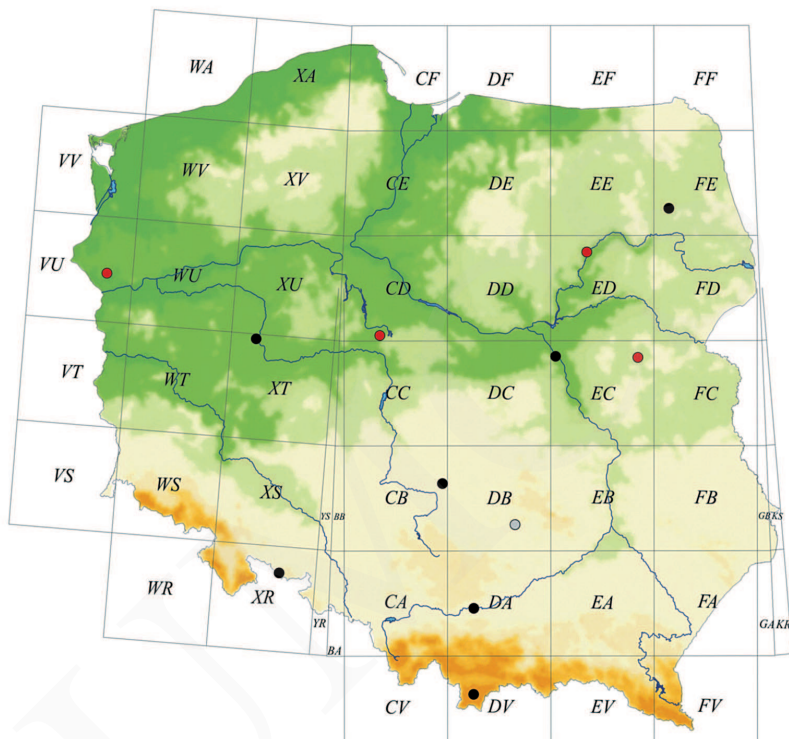 WA XA CF DF EF FF
VV WV XV CE DE EE FE
VU WU XU CD DD ED FD
VT WT XT CC DC EC FC
VS WS XS YS BB CB DB EB FB GB KS
WR XR YR CA DA EA FA GA KR
BA
CV DV EV FV